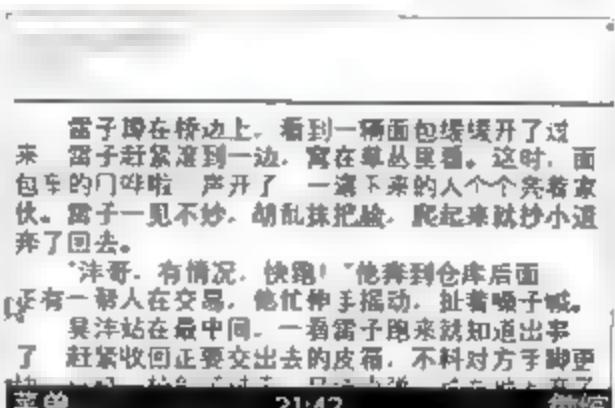 雷子蹲在桥边上，看到一辆面包缓缓开了过
来 雷子赶紧滚到一边，窝在草丛里看。这时，面
包车的门哗啦 声开了 一溜下来的人个个亮着家
伙。雷子一见不妙，胡乱抹把脸，爬起来就抄小道
奔了回去。
“沣哥，有情况，快跑！”他奔到仓库后面
正有一群人在交易，他忙伸手摇动，扯着嗓子喊。
吴沣站在最中间，一看雷子跑来就知道出事
了 赶紧收回正要交出去的皮箱，不料对方手脚更
菜单 21:42